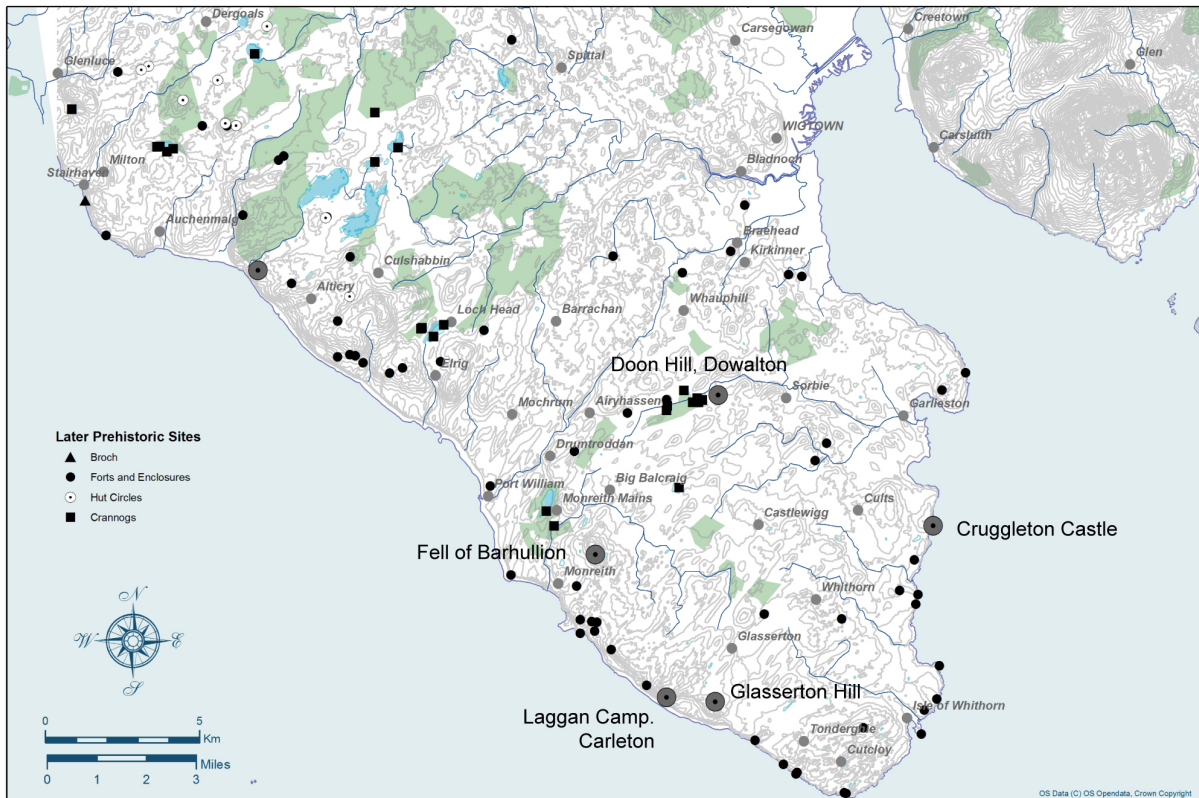 Dergoals
Creetown
Carsegowan
Spittal
Glen
Glenluce
WIGTOWN
Carsluith
Milton
Bladnoch
Stairhaven
Auchenmalg
Braehead
Kirkinner
Culshabbin
Alticry
Loch Head
Barrachan
Whauphill
Doon Hill, Dowalton
Elrig
Sorbie
Mochrum
Airyhassen
Garlieston
Later Prehistoric Sites
Broch
Forts and Enclosures
Hut Circles
Crannogs
Druntroddan
Big Balcraig
Port William
Monreith Mains
Castlewigg
Cults
Cruggleton Castle
Fell of Barhullion
Monreith
Whithorn
N
W
E
S
Glasserton
Glasserton Hill
Laggan Camp.
Carleton
Isle of Whithorn
Tonderghie
Cutcloy
0 5
Km
Miles
0 1 2 3
OS Data (C) OS Opendata, Crown Copyright